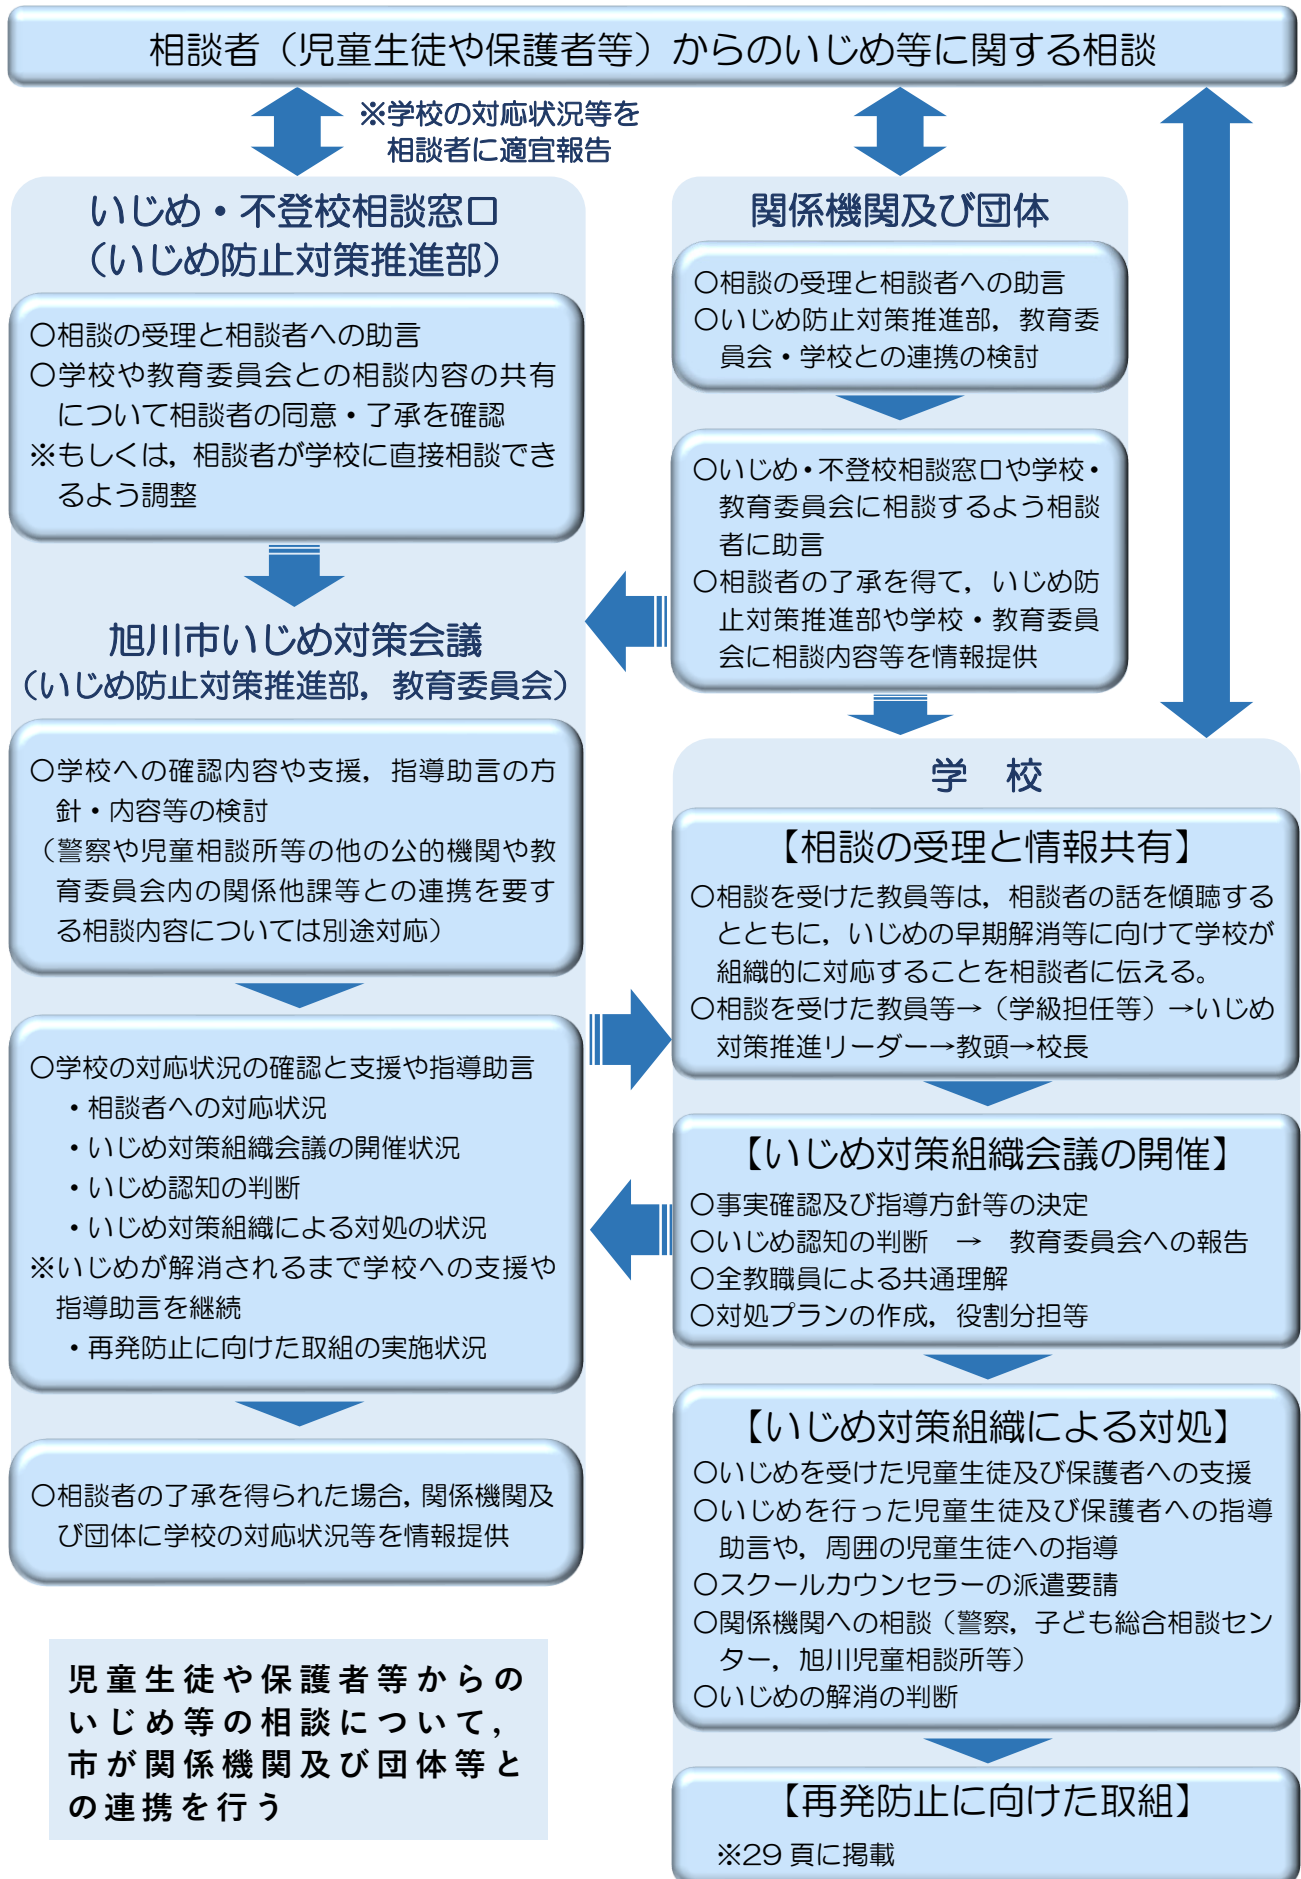 相談者（児童生徒や保護者等）からのいじめ等に関する相談
※学校の対応状況等を
相談者に適宜報告
いじめ・不登校相談窓口
（いじめ防止対策推進部）
○相談の受理と相談者への助言
○学校や教育委員会との相談内容の共有
について相談者の同意・了承を確認
※もしくは，相談者が学校に直接相談でき
るよう調整
旭川市いじめ対策会議
（いじめ防止対策推進部，教育委員会）
○学校への確認内容や支援，指導助言の方
針・内容等の検討
（警察や児童相談所等の他の公的機関や教
育委員会内の関係他課等との連携を要す
る相談内容については別途対応）
○学校の対応状況の確認と支援や指導助言
・相談者への対応状況
・いじめ対策組織会議の開催状況
・いじめ認知の判断
・いじめ対策組織による対処の状況
※いじめが解消されるまで学校への支援や
指導助言を継続
・再発防止に向けた取組の実施状況
○相談者の了承を得られた場合，関係機関及
び団体に学校の対応状況等を情報提供
児童生徒や保護者等からの
いじめ等の相談について，
市が関係機関及び団体等と
の連携を行う
関係機関及び団体
○相談の受理と相談者への助言
○いじめ防止対策推進部，教育委
員会・学校との連携の検討
○いじめ・不登校相談窓口や学校・
教育委員会に相談するよう相談
者に助言
○相談者の了承を得て，いじめ防
止対策推進部や学校・教育委員
会に相談内容等を情報提供
学　校
【相談の受理と情報共有】
○相談を受けた教員等は，相談者の話を傾聴する
とともに，いじめの早期解消等に向けて学校が
組織的に対応することを相談者に伝える。
○相談を受けた教員等→（学級担任等）→いじめ
対策推進リーダー→教頭→校長
【いじめ対策組織会議の開催】
○事実確認及び指導方針等の決定
○いじめ認知の判断　→　教育委員会への報告
○全教職員による共通理解
○対処プランの作成，役割分担等
【いじめ対策組織による対処】
○いじめを受けた児童生徒及び保護者への支援
○いじめを行った児童生徒及び保護者への指導
助言や，周囲の児童生徒への指導
○スクールカウンセラーの派遣要請
○関係機関への相談（警察，子ども総合相談セン
ター，旭川児童相談所等）
○いじめの解消の判断
【再発防止に向けた取組】
※29 頁に掲載